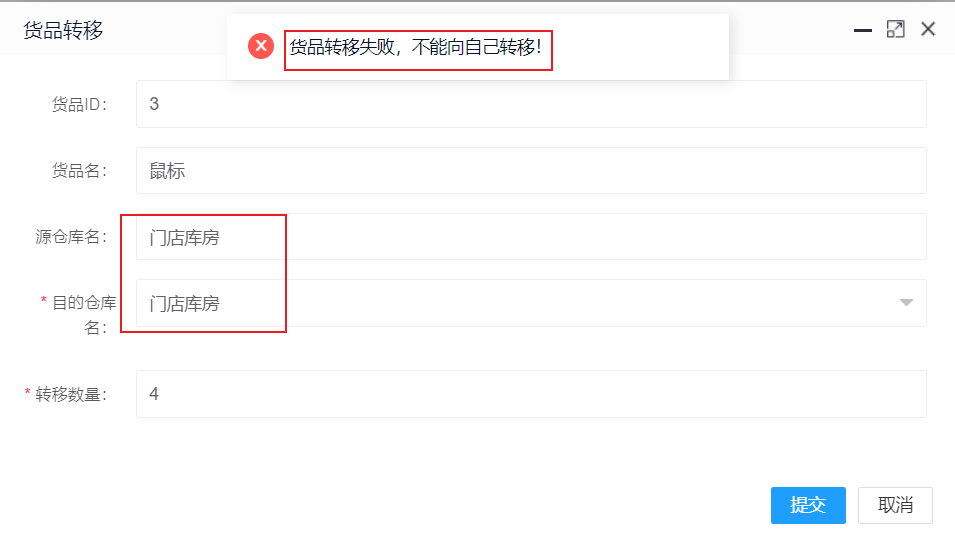 货品转移
货品转移失败，不能向自己转移！
货品ID：
3
货品名：
鼠标
源仓库名：
门店库房
* 目的仓库
名：
门店库房
* 转移数量：
4
提交
取消